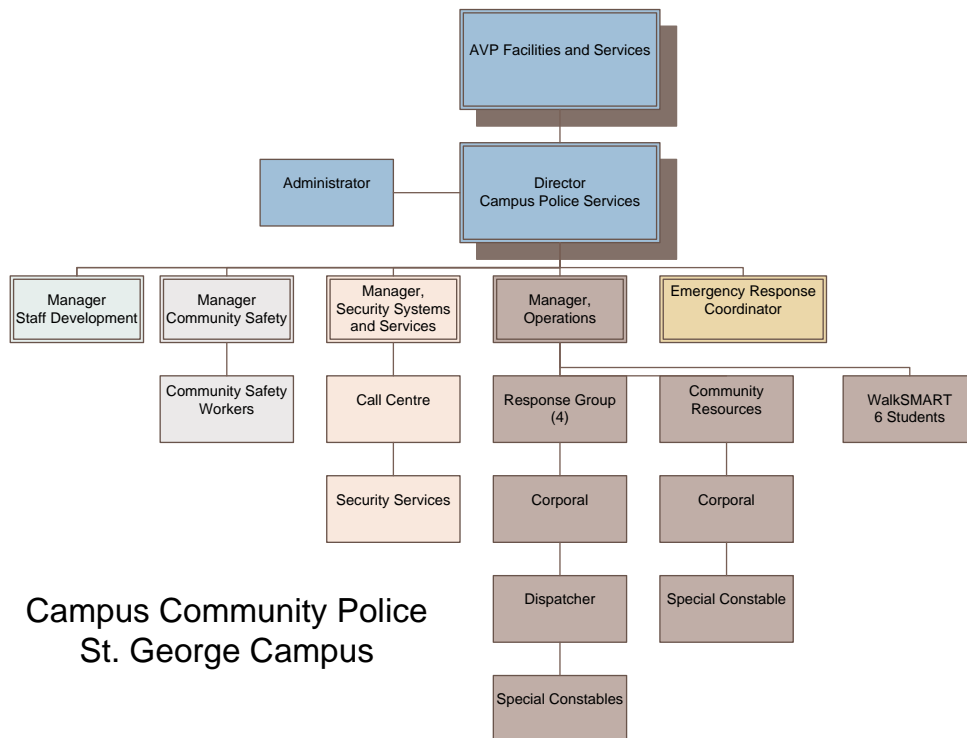 AVP Facilities and Services
Administrator
Director
Campus Police Services
Manager
Staff Development
Manager
Community Safety
Manager,
Security Systems
and Services
Manager,
Operations
Emergency Response
Coordinator
Community Safety
Workers
Call Centre
Response Group
(4)
Community
Resources
WalkSMART
6 Students
Security Services
Corporal
Corporal
Dispatcher
Special Constable
Special Constables
Campus Community Police
St. George Campus